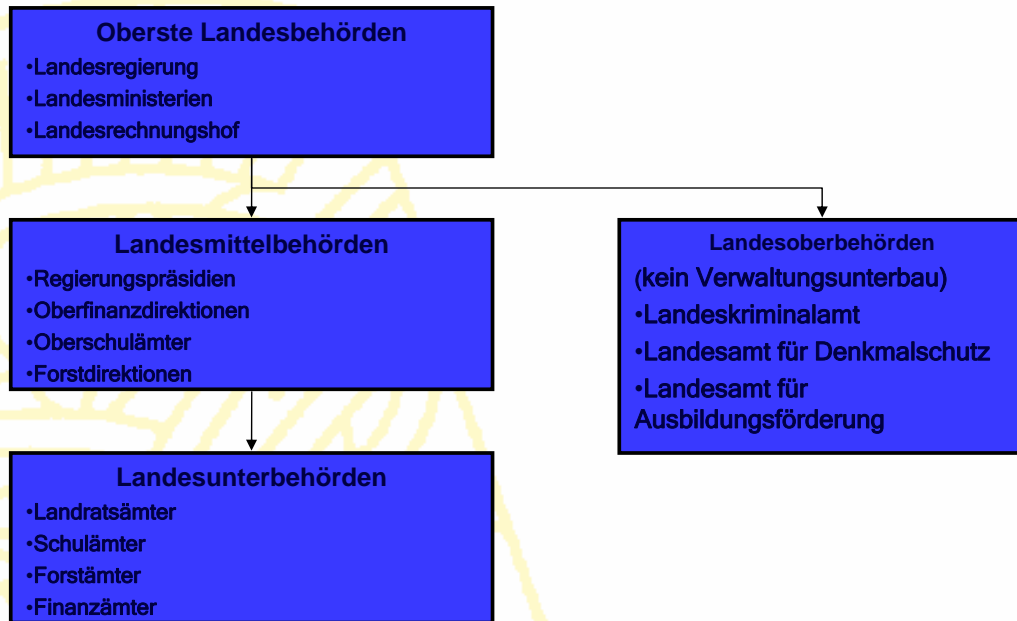 Oberste Landesbehörden
•Landesregierung
•Landesministerien
•Landesrechnungshof
Landesmittelbehörden
•Regierungspräsidien
•Oberfinanzdirektionen
•Oberschulämter
•Forstdirektionen
Landesoberbehörden
(kein Verwaltungsunterbau)
•Landeskriminalamt
•Landesamt für Denkmalschutz
•Landesamt für
Ausbildungsförderung
Landesunterbehörden
•Landratsämter
•Schulämter
•Forstämter
•Finanzämter